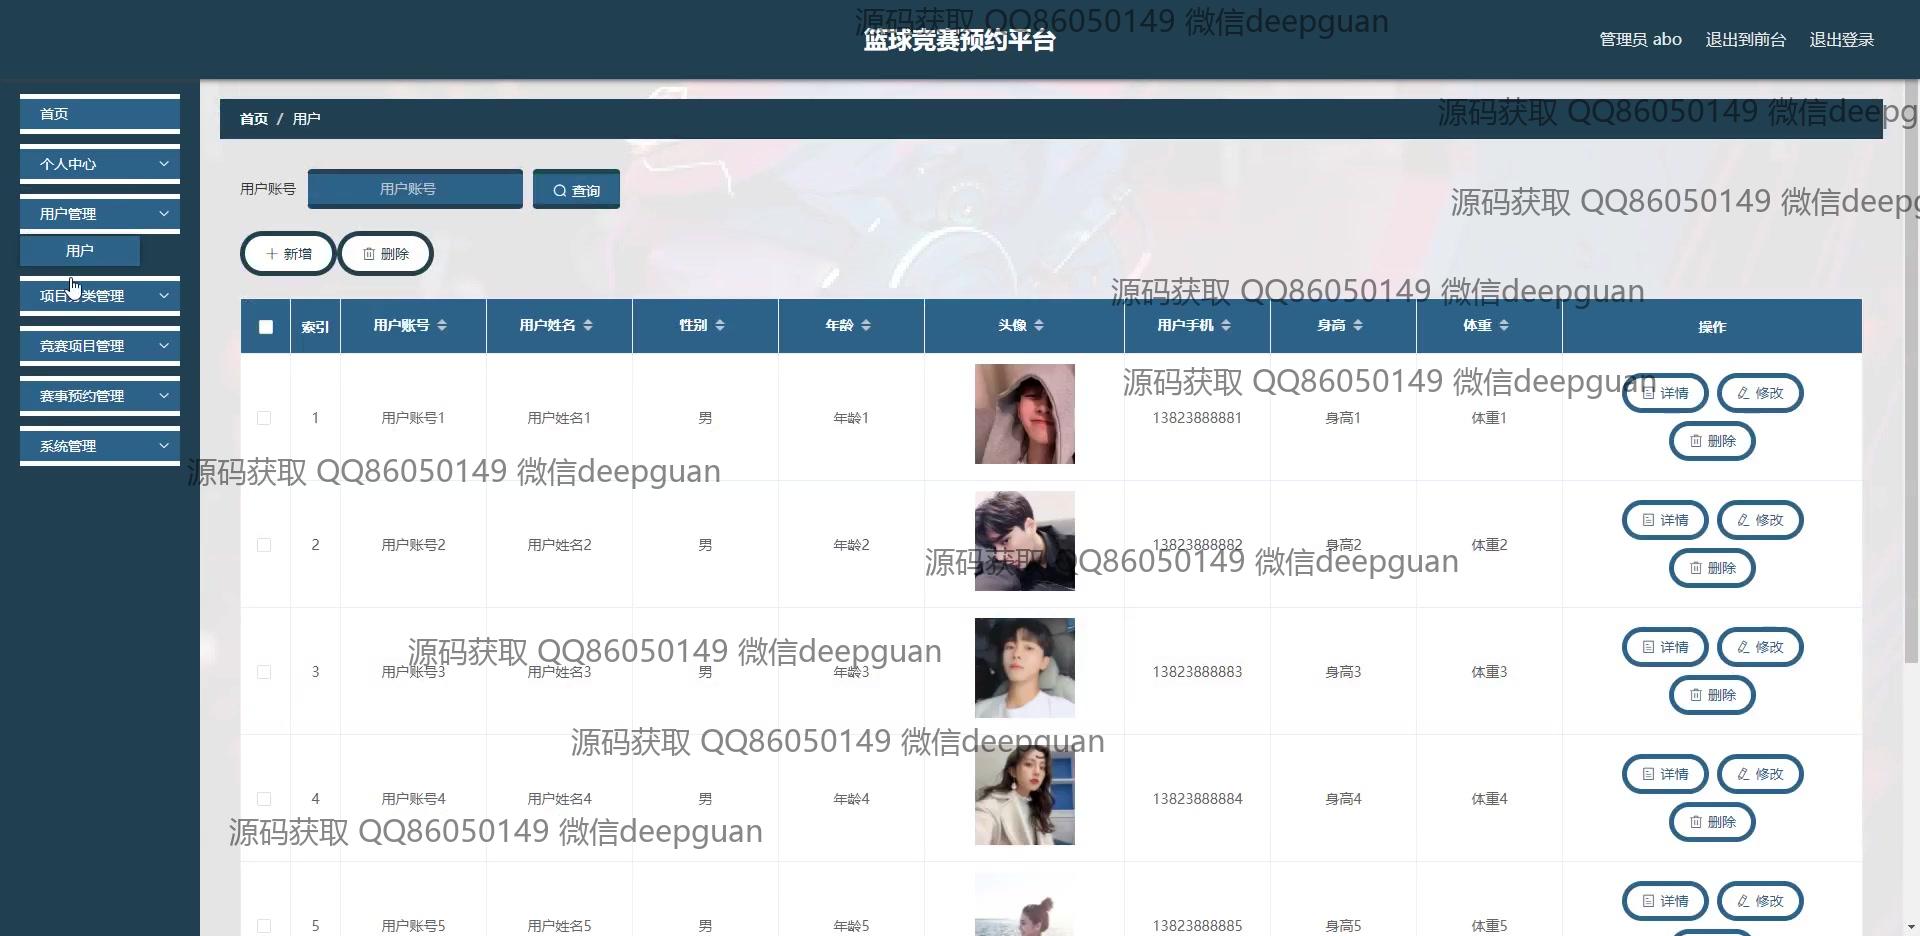 源码获取 QQ86050149 微信deepguan
篮球竞赛预约平台
管理员 abo 退出到前台 退出登录
首页
个人中心
用户管理
用户
项目分类管理
竞赛项目管理
赛事预约管理
系统管理
首页 / 用户
源码获取 QQ86050149 微信deepg
用户账号 用户账号 查询
源码获取 QQ86050149 微信deepg
新增 删除
源码获取 QQ86050149 微信deepguan
索引 用户账号 用户姓名 性别 年龄 头像 用户手机 身高 体重 操作
源码获取 QQ86050149 微信deepguan
1 用户账号1 用户姓名1 男 年龄1 13823888881 身高1 体重1 详情 修改
删除
源码获取 QQ86050149 微信deepguan
2 用户账号2 用户姓名2 男 年龄2 13823888882 身高2 体重2 详情 修改
删除
源码获取 QQ86050149 微信deepguan
源码获取 QQ86050149 微信deepguan
3 用户账号3 用户姓名3 男 年龄3 13823888883 身高3 体重3 详情 修改
删除
源码获取 QQ86050149 微信deepguan
4 用户账号4 用户姓名4 男 年龄4 13823888884 身高4 体重4 详情 修改
删除
源码获取 QQ86050149 微信deepguan
5 用户账号5 用户姓名5 男 年龄5 13823888885 身高5 体重5 详情 修改